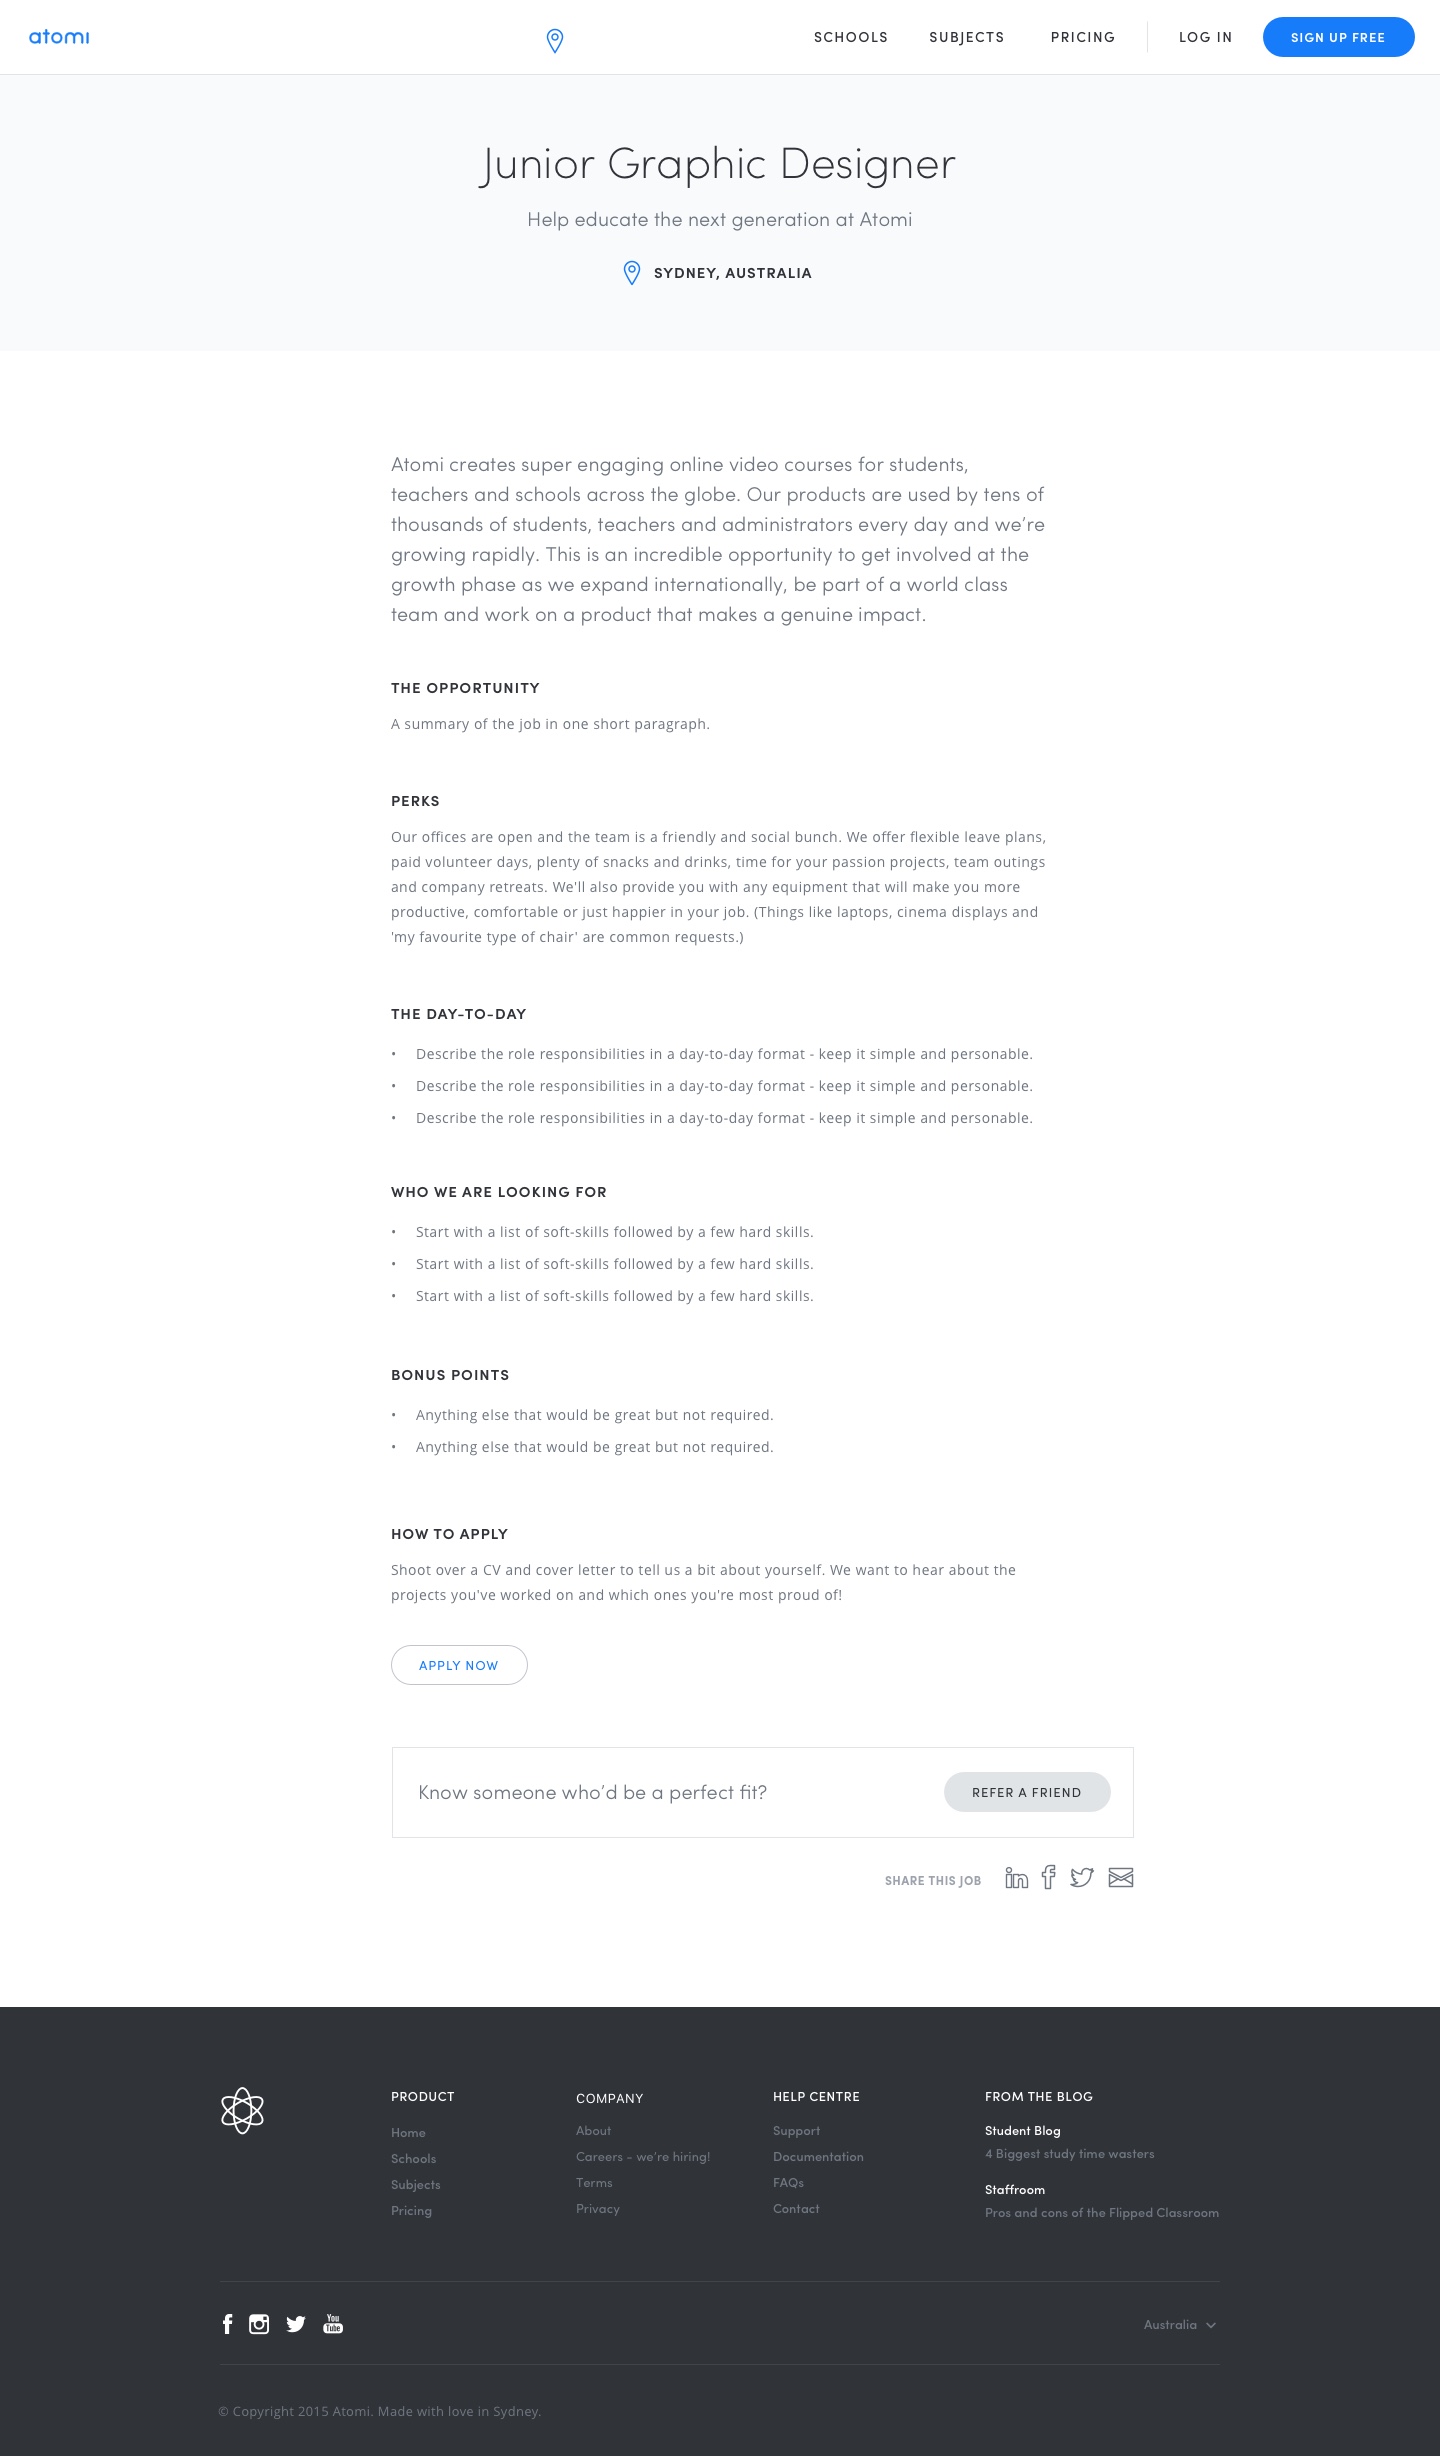 atomi
SCHOOLS SUBJECTS PRICING LOG IN SIGN UP FREE
Junior Graphic Designer
Help educate the next generation at Atomi
SYDNEY, AUSTRALIA
Atomi creates super engaging online video courses for students,
teachers and schools across the globe. Our products are used by tens of
thousands of students, teachers and administrators every day and we’re
growing rapidly. This is an incredible opportunity to get involved at the
growth phase as we expand internationally, be part of a world class
team and work on a product that makes a genuine impact.
THE OPPORTUNITY
A summary of the job in one short paragraph.
PERKS
Our offices are open and the team is a friendly and social bunch. We offer flexible leave plans,
paid volunteer days, plenty of snacks and drinks, time for your passion projects, team outings
and company retreats. We'll also provide you with any equipment that will make you more
productive, comfortable or just happier in your job. (Things like laptops, cinema displays and
'my favourite type of chair' are common requests.)
THE DAY-TO-DAY
• Describe the role responsibilities in a day-to-day format - keep it simple and personable.
• Describe the role responsibilities in a day-to-day format - keep it simple and personable.
• Describe the role responsibilities in a day-to-day format - keep it simple and personable.
WHO WE ARE LOOKING FOR
• Start with a list of soft-skills followed by a few hard skills.
• Start with a list of soft-skills followed by a few hard skills.
• Start with a list of soft-skills followed by a few hard skills.
BONUS POINTS
• Anything else that would be great but not required.
• Anything else that would be great but not required.
HOW TO APPLY
Shoot over a CV and cover letter to tell us a bit about yourself. We want to hear about the
projects you've worked on and which ones you're most proud of!
APPLY NOW
Know someone who’d be a perfect fit?
REFER A FRIEND
SHARE THIS JOB
PRODUCT
Home
Schools
Subjects
Pricing
COMPANY
About
Careers - we’re hiring!
Terms
Privacy
HELP CENTRE
Support
Documentation
FAQs
Contact
FROM THE BLOG
Student Blog
4 Biggest study time wasters
Staffroom
Pros and cons of the Flipped Classroom
You
Tube
Australia
© Copyright 2015 Atomi. Made with love in Sydney.